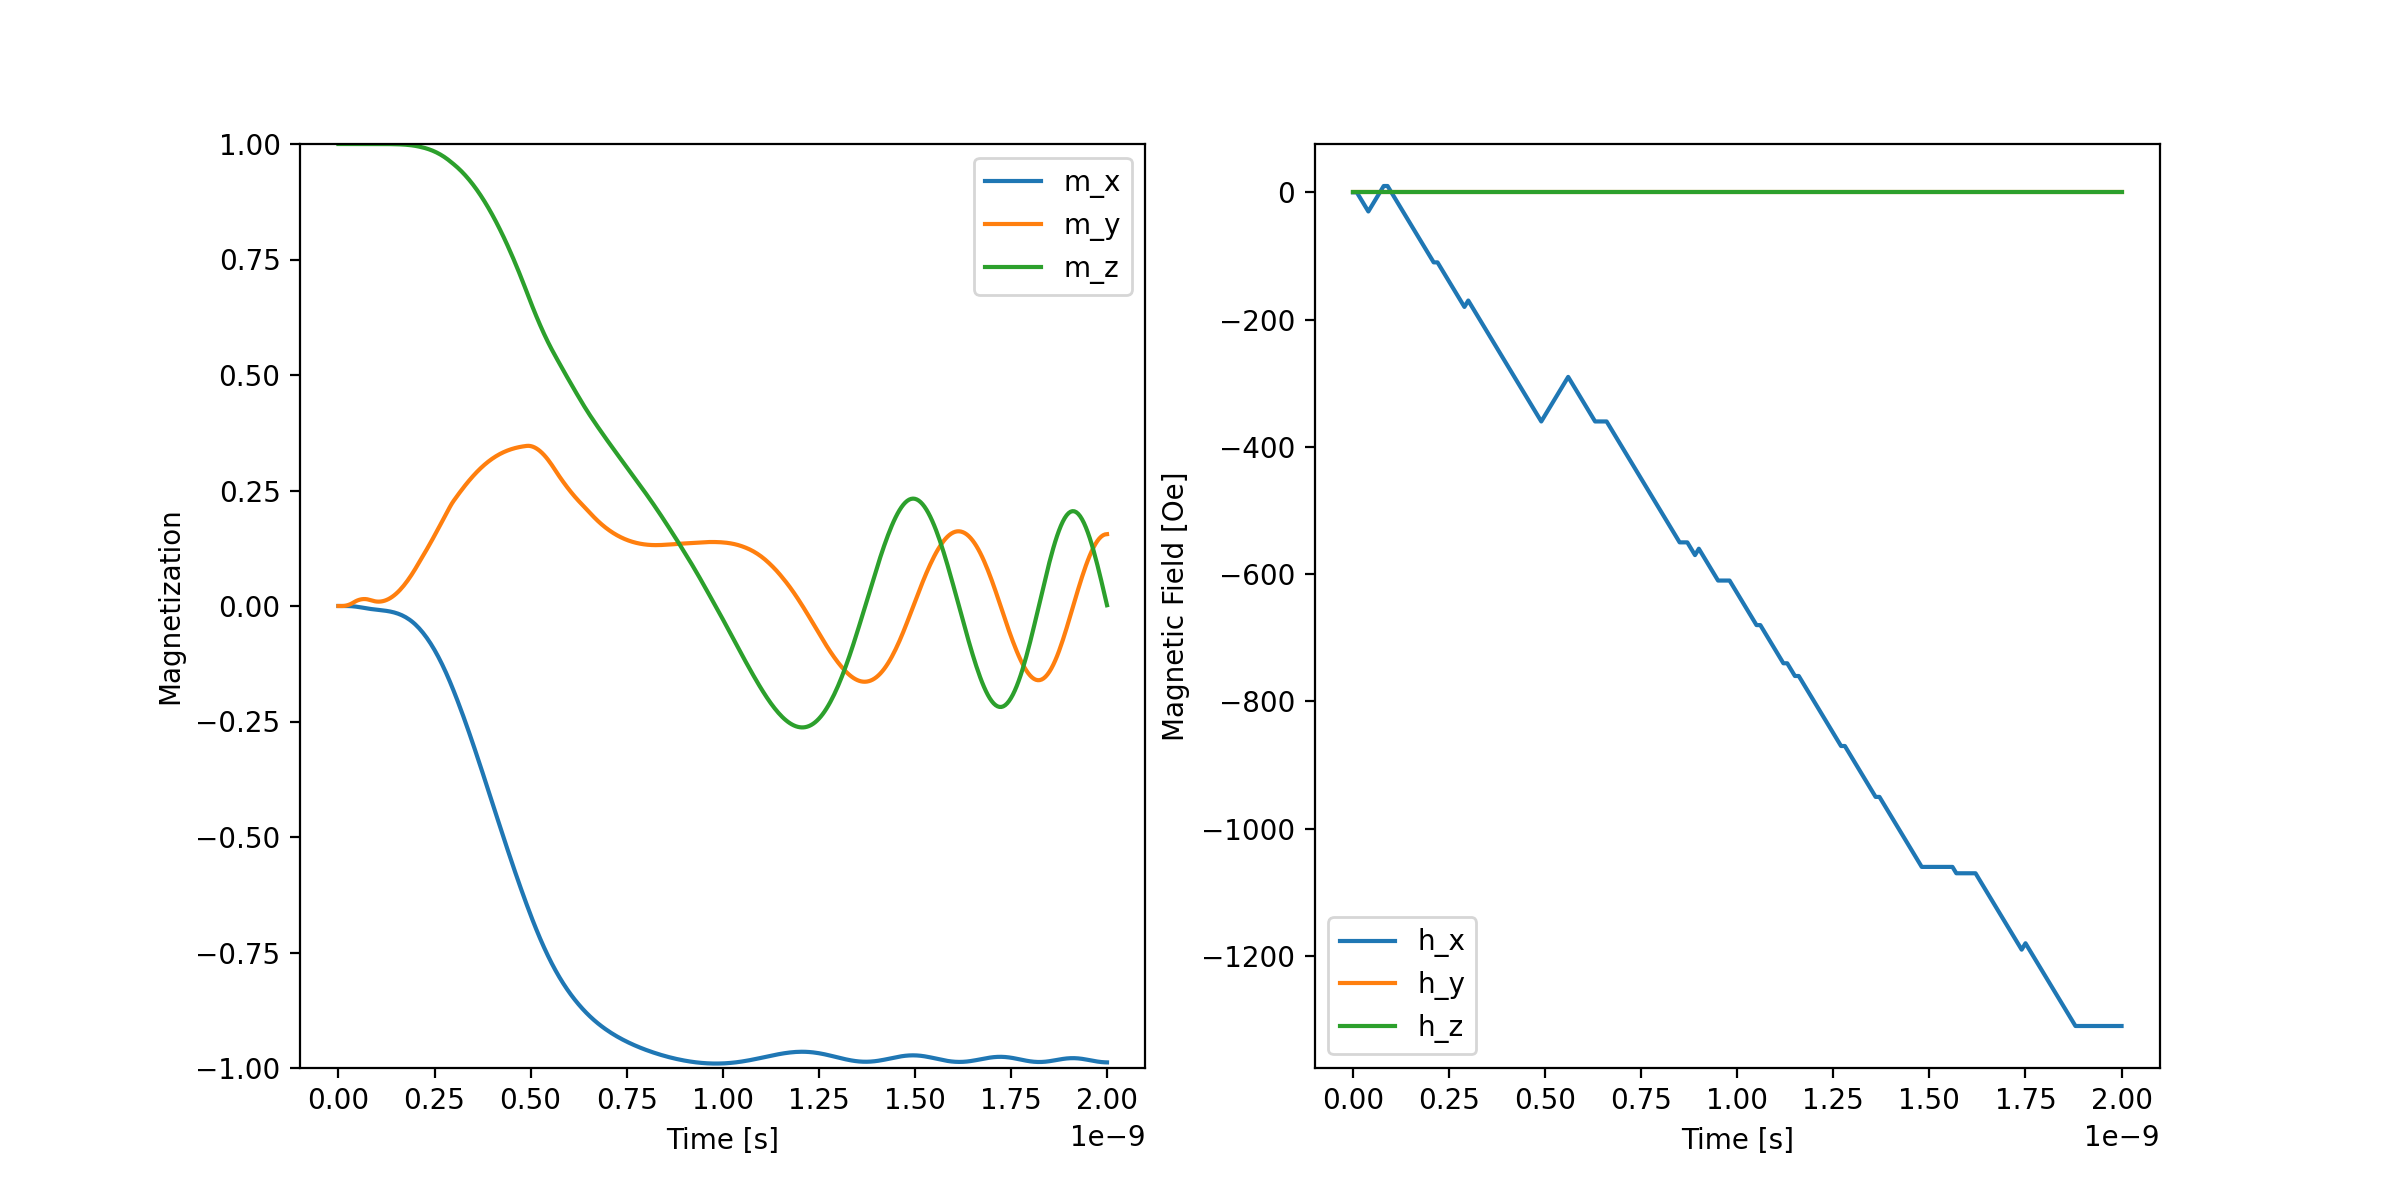 Magnetization
1.00
0.75
0.50
0.25
0.00
−0.25
−0.50
−0.75
−1.00
m_x
m_y
m_z
0.00 0.25 0.50 0.75 1.00 1.25 1.50 1.75 2.00
Time [s]
1e−9
Magnetic Field [Oe]
0
−200
−400
−600
−800
−1000
−1200
h_x
h_y
h_z
0.00 0.25 0.50 0.75 1.00 1.25 1.50 1.75 2.00
Time [s]
1e−9